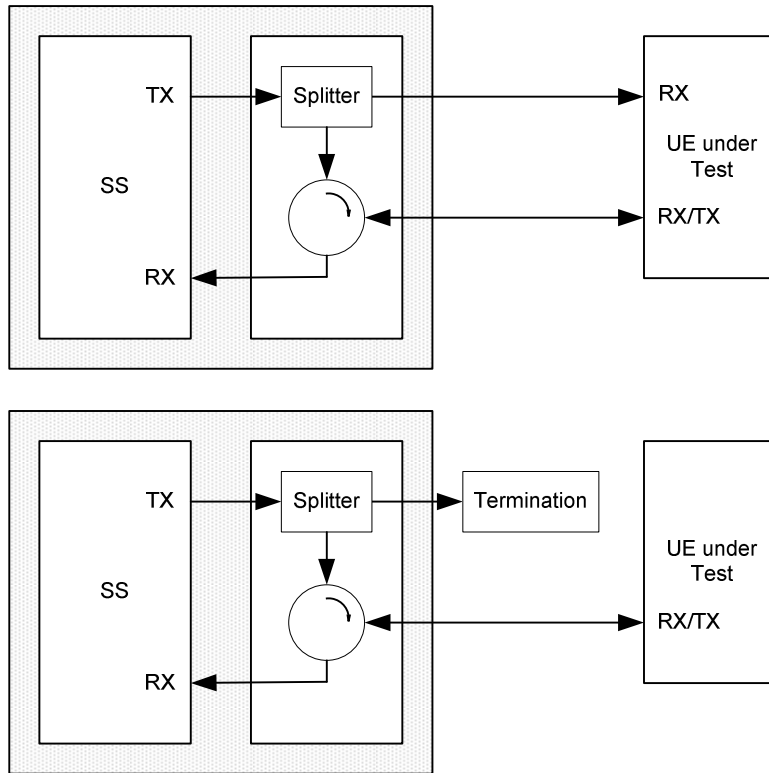 TX
Splitter
RX
SS
UE under
Test
RX/TX
RX
TX
Splitter
Termination
SS
UE under
Test
RX/TX
RX